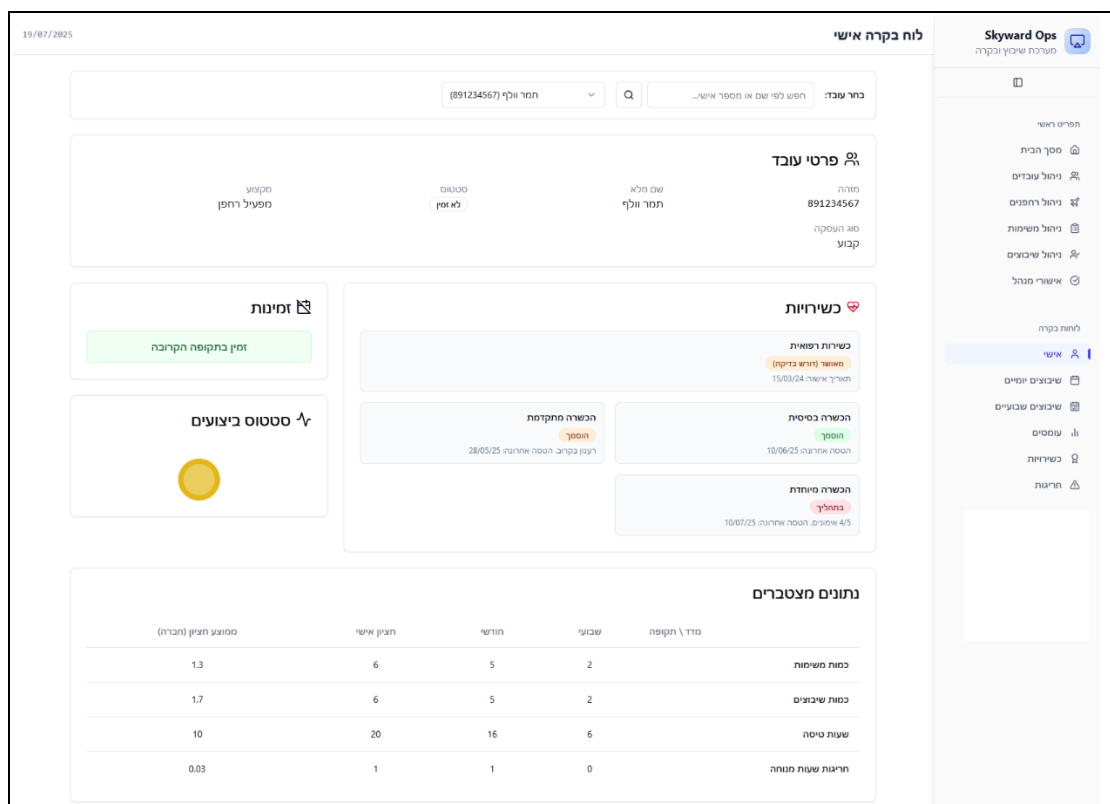 Skyward Ops
מערכת שיבוץ ובקרה
תפריט ראשי
מסך הבית
ניהול עובדים
ניהול רחפנים
ניהול משימות
ניהול שיבוצים
אישורי מנהל
לוחות בקרה
אישי
שיבוצים יומיים
שיבוצים שבועיים
עומסים
כשירויות
חריגות
לוח בקרה אישי
19/07/2025
בחר עובד:
חפש לפי שם או מספר אישי...
תמר וולף (891234567)
פרטי עובד
מזהה שם מלא סטטוס מקצוע
891234567 תמר וולף לא זמין מפעיל רחפן
סוג העסקה
קבוע
כשירויות
כשירות רפואית
מאושר (דורש בדיקה)
תאריך אישור: 15/03/24
הכשרה בסיסית
הוסמך
הטסה אחרונה: 10/06/25
הכשרה מתקדמת
הוסמך
רענון בקרוב. הטסה אחרונה: 28/05/25
הכשרה מיוחדת
בתהליך
4/5 אימונים. הטסה אחרונה: 10/07/25
זמינות
זמין בתקופה הקרובה
סטטוס ביצועים
נתונים מצטברים
מדד \ תקופה שבועי חודשי חציון אישי ממוצע חציון (חברה)
כמות משימות 2 5 6 1.3
כמות שיבוצים 2 5 6 1.7
שעות טיסה 6 16 20 10
חריגות שעות מנוחה 0 1 1 0.03